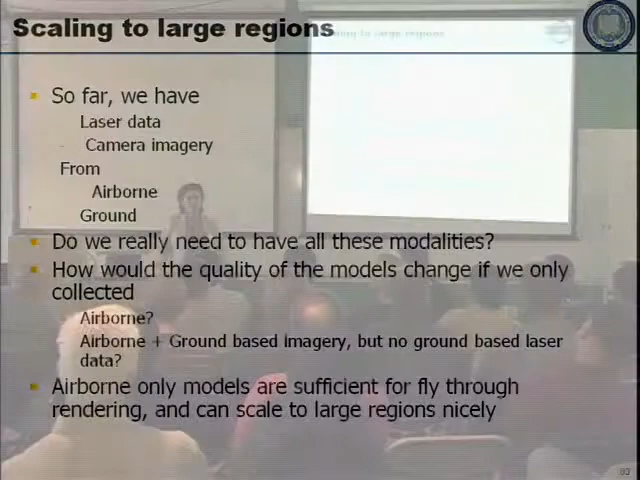 Scaling to large regions
So far, we have
Laser data
Camera imagery
From
Airborne
Ground
Do we really need to have all these modalities?
How would the quality of the models change if we only
collected
Airborne?
Airborne + Ground based imagery, but no ground based laser
data?
Airborne only models are sufficient for fly through
rendering, and can scale to large regions nicely
83